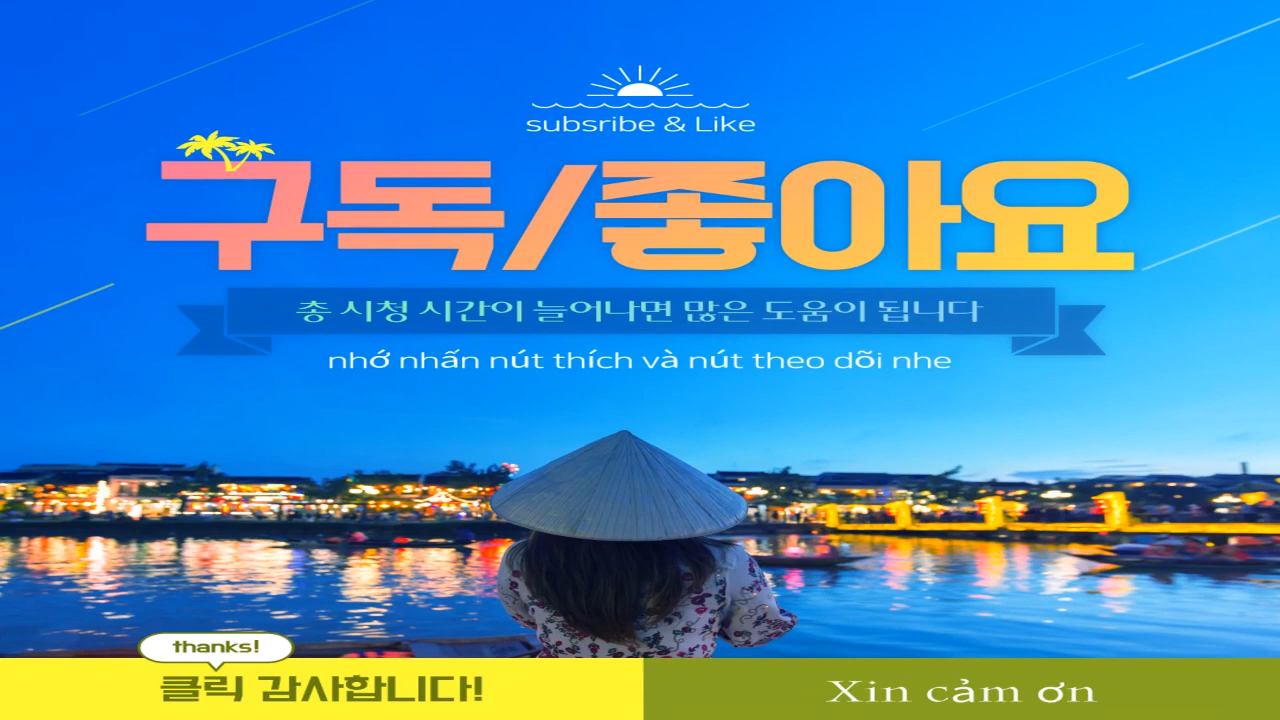 subsribe & Like
구독/좋아요
총 시청 시간이 늘어나면 많은 도움이 됩니다
nhớ nhấn nút thích và nút theo dõi nhe
thanks!
클릭 감사합니다!
Xin cảm ơn